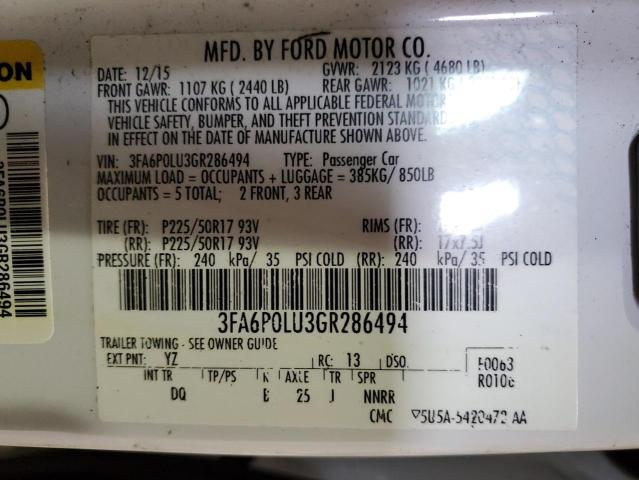 ON
MFD. BY FORD MOTOR CO.
DATE: 12/15 GVWR: 2123 KG ( 4680 LB)
FRONT GAWR: 1107 KG ( 2440 LB) REAR GAWR: 1021 KG
THIS VEHICLE CONFORMS TO ALL APPLICABLE FEDERAL MOTOR
VEHICLE SAFETY, BUMPER, AND THEFT PREVENTION STANDARDS
IN EFFECT ON THE DATE OF MANUFACTURE SHOWN ABOVE.
VIN: 3FA6P0LU3GR286494 TYPE: Passenger Car
MAXIMUM LOAD = OCCUPANTS + LUGGAGE = 385KG/ 850LB
OCCUPANTS = 5 TOTAL; 2 FRONT, 3 REAR
TIRE (FR): P225/50R17 93V RIMS (FR):
(RR): P225/50R17 93V (RR): 17x7.5J
PRESSURE (FR): 240 kPa/ 35 PSI COLD (RR): 240 kPa/ 35 PSI COLD
3FA6P0LU3GR286494
TRAILER TOWING - SEE OWNER GUIDE
EXT PNT: YZ RC: 13 DSO: F0063
INT TR TP/PS R AXLE TR SPR R0106
DQ B 25 J NNRR
CMC 5U5A-5420472-AA
3FA6P0LU3GR286494